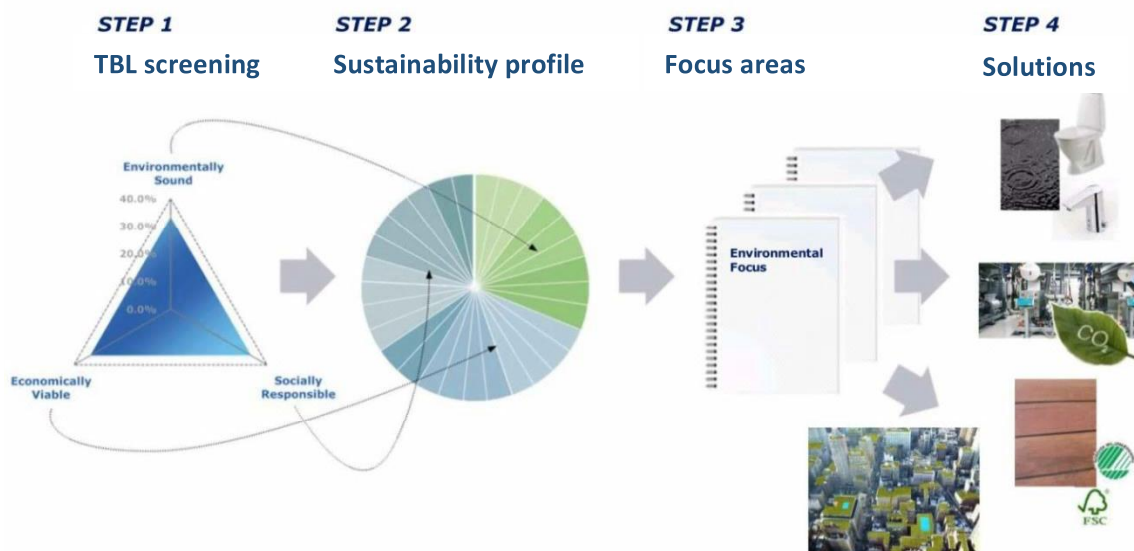 STEP 1
TBL screening
STEP 2
Sustainability profile
STEP 3
Focus areas
STEP 4
Solutions
Environmentally
Sound
40.0%
30.0%
20.0%
10.0%
0.0%
Economically
Viable
Socially
Responsible
Environmental
Focus
CO₂
FSC